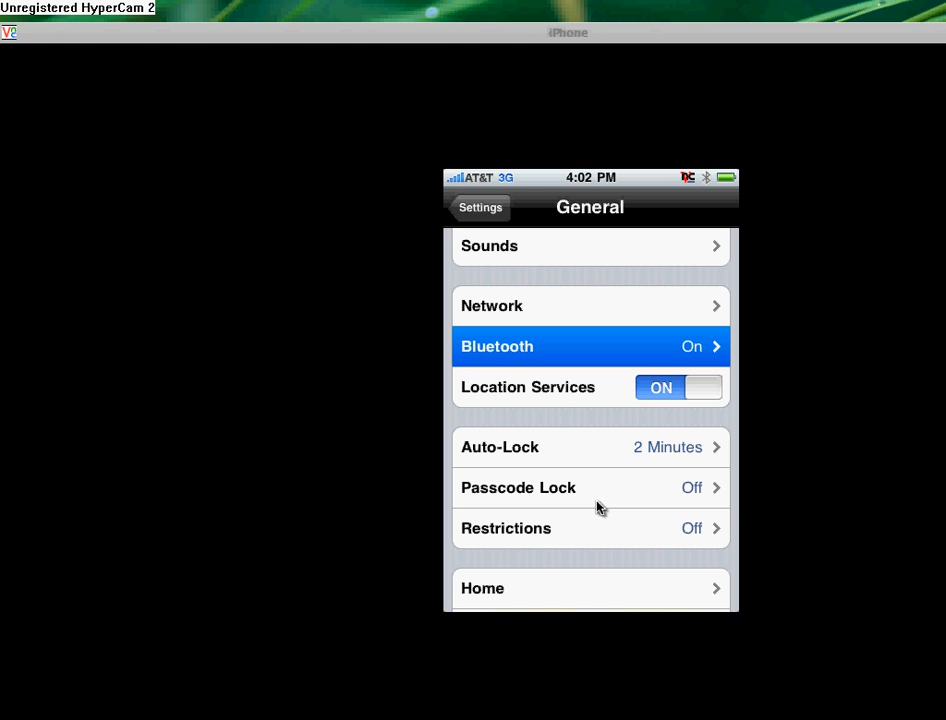 Unregistered HyperCam 2
iPhone
AT&T 3G 4:02 PM
Settings General
Sounds
Network
Bluetooth On
Location Services ON
Auto-Lock 2 Minutes
Passcode Lock Off
Restrictions Off
Home